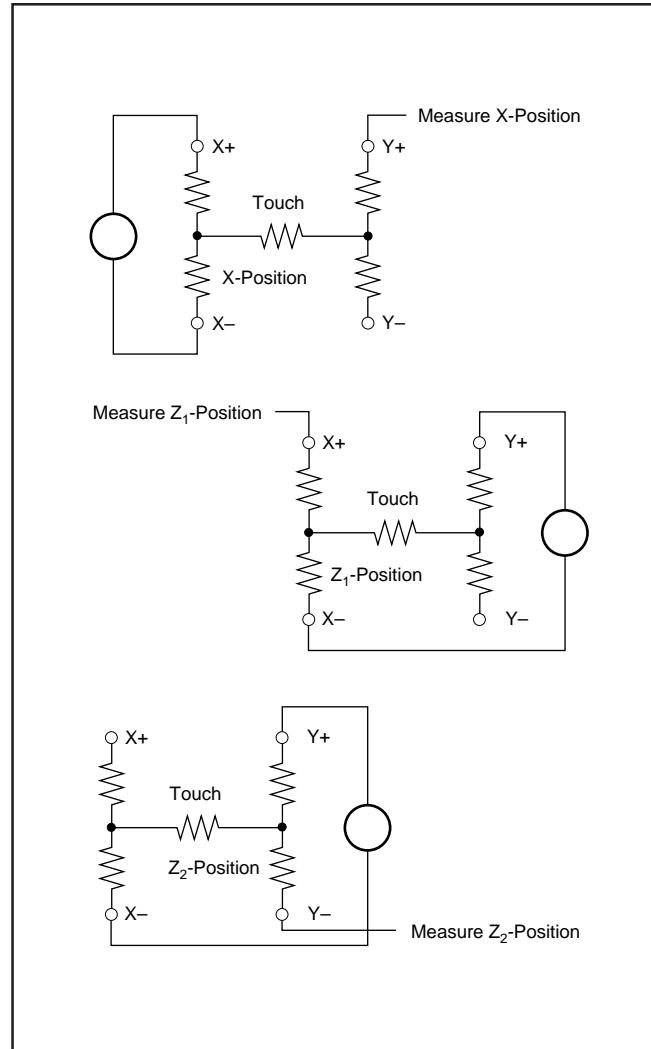 Measure X-Position
X+
Y+
Touch
X-Position
X–
Y–
Measure Z₁-Position
X+
Y+
Touch
Z₁-Position
X–
Y–
X+
Y+
Touch
Z₂-Position
X–
Y–
Measure Z₂-Position